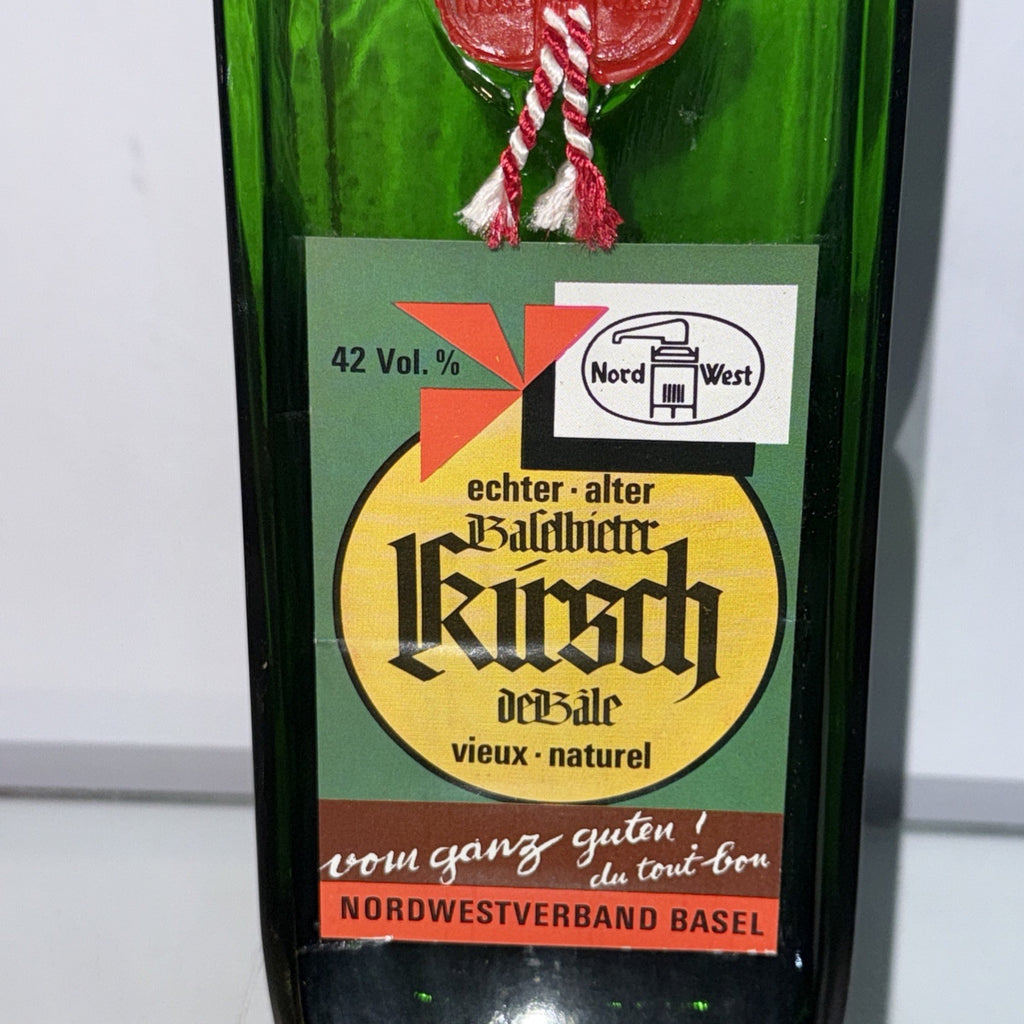 42 Vol. %
Nord West
echter · alter
Baselbieter
Kirsch
de Bâle
vieux · naturel
vom ganz guten !
du tout bon
NORDWESTVERBAND BASEL